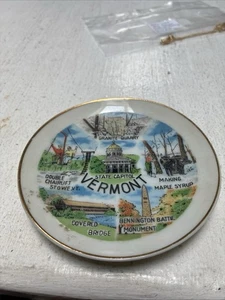 GRANITE QUARRY
STATE CAPITOL
DOUBLE
CHAIRLIFT
STOWE VT.
MAKING
MAPLE SYRUP
VERMONT
COVERED
BRIDGE
BENNINGTON BATTLE
MONUMENT